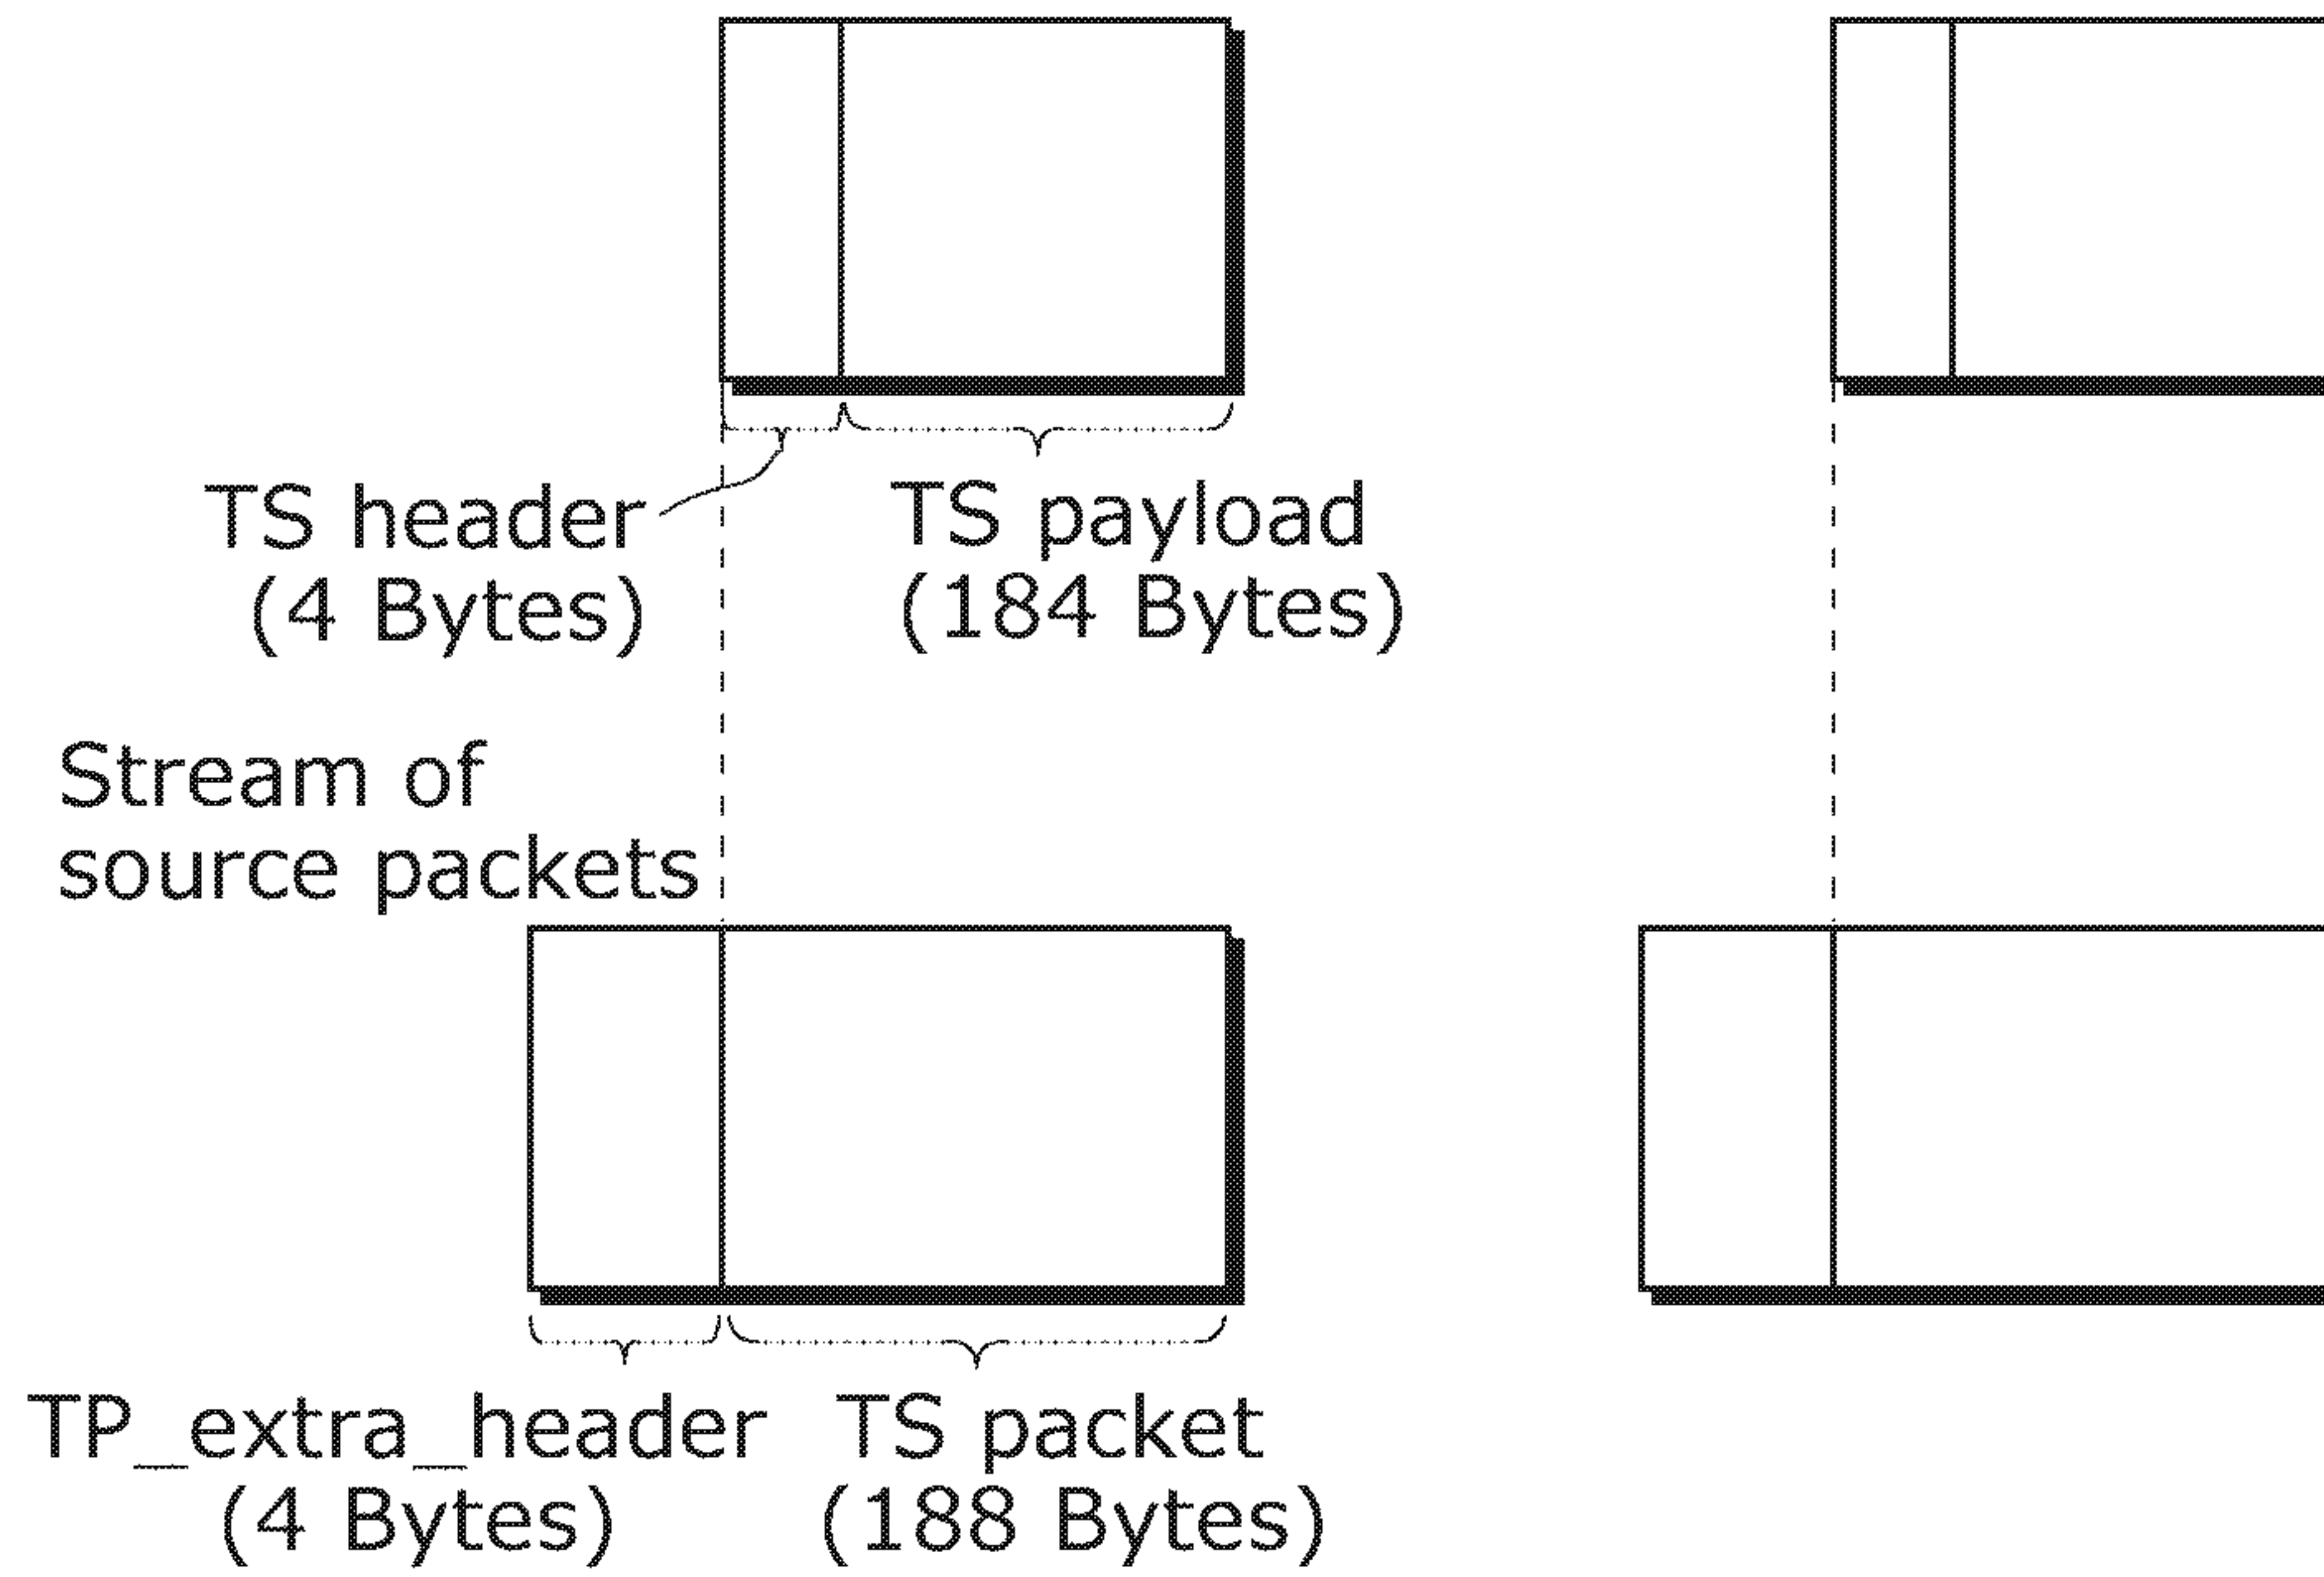 TS header
(4 Bytes)
TS payload
(184 Bytes)
Stream of
source packets
TP_extra_header
(4 Bytes)
TS packet
(188 Bytes)